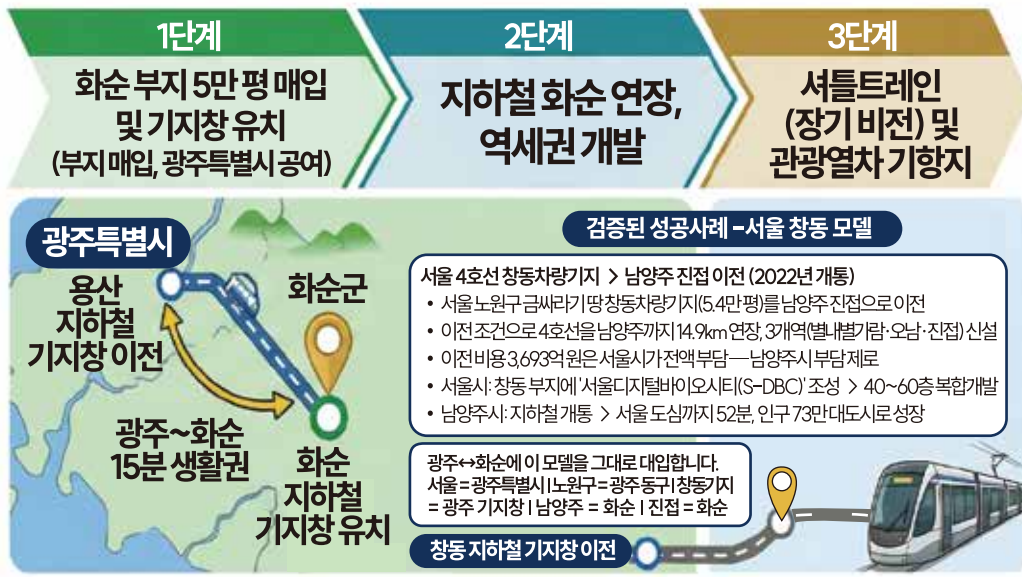 1단계
화순 부지 5만 평 매입
및 기지창 유치
(부지 매입, 광주특별시 공여)
2단계
지하철 화순 연장,
역세권 개발
3단계
셔틀트레인
(장기 비전) 및
관광열차 기항지
광주특별시
용산
지하철
기지창 이전
화순군
광주~화순
15분 생활권
화순
지하철
기지창 유치
검증된 성공사례 – 서울 창동 모델
서울 4호선 창동차량기지 > 남양주 진접 이전 (2022년 개통)
• 서울 노원구 금싸라기 땅 창동차량기지(5.4만 평)를 남양주 진접으로 이전
• 이전 조건으로 4호선을 남양주까지 14.9km 연장, 3개역(별내별가람·오남·진접) 신설
• 이전 비용 3,693억 원은 서울시가 전액 부담 — 남양주시 부담 제로
• 서울시: 창동 부지에 '서울디지털바이오시티(S-DBC)' 조성 > 40~60층 복합개발
• 남양주시: 지하철 개통 > 서울 도심까지 52분, 인구 73만 대도시로 성장
광주↔화순에 이 모델을 그대로 대입합니다.
서울 = 광주특별시 | 노원구 = 광주 동구 | 창동기지
= 광주 기지창 | 남양주 = 화순 | 진접 = 화순
창동 지하철 기지창 이전